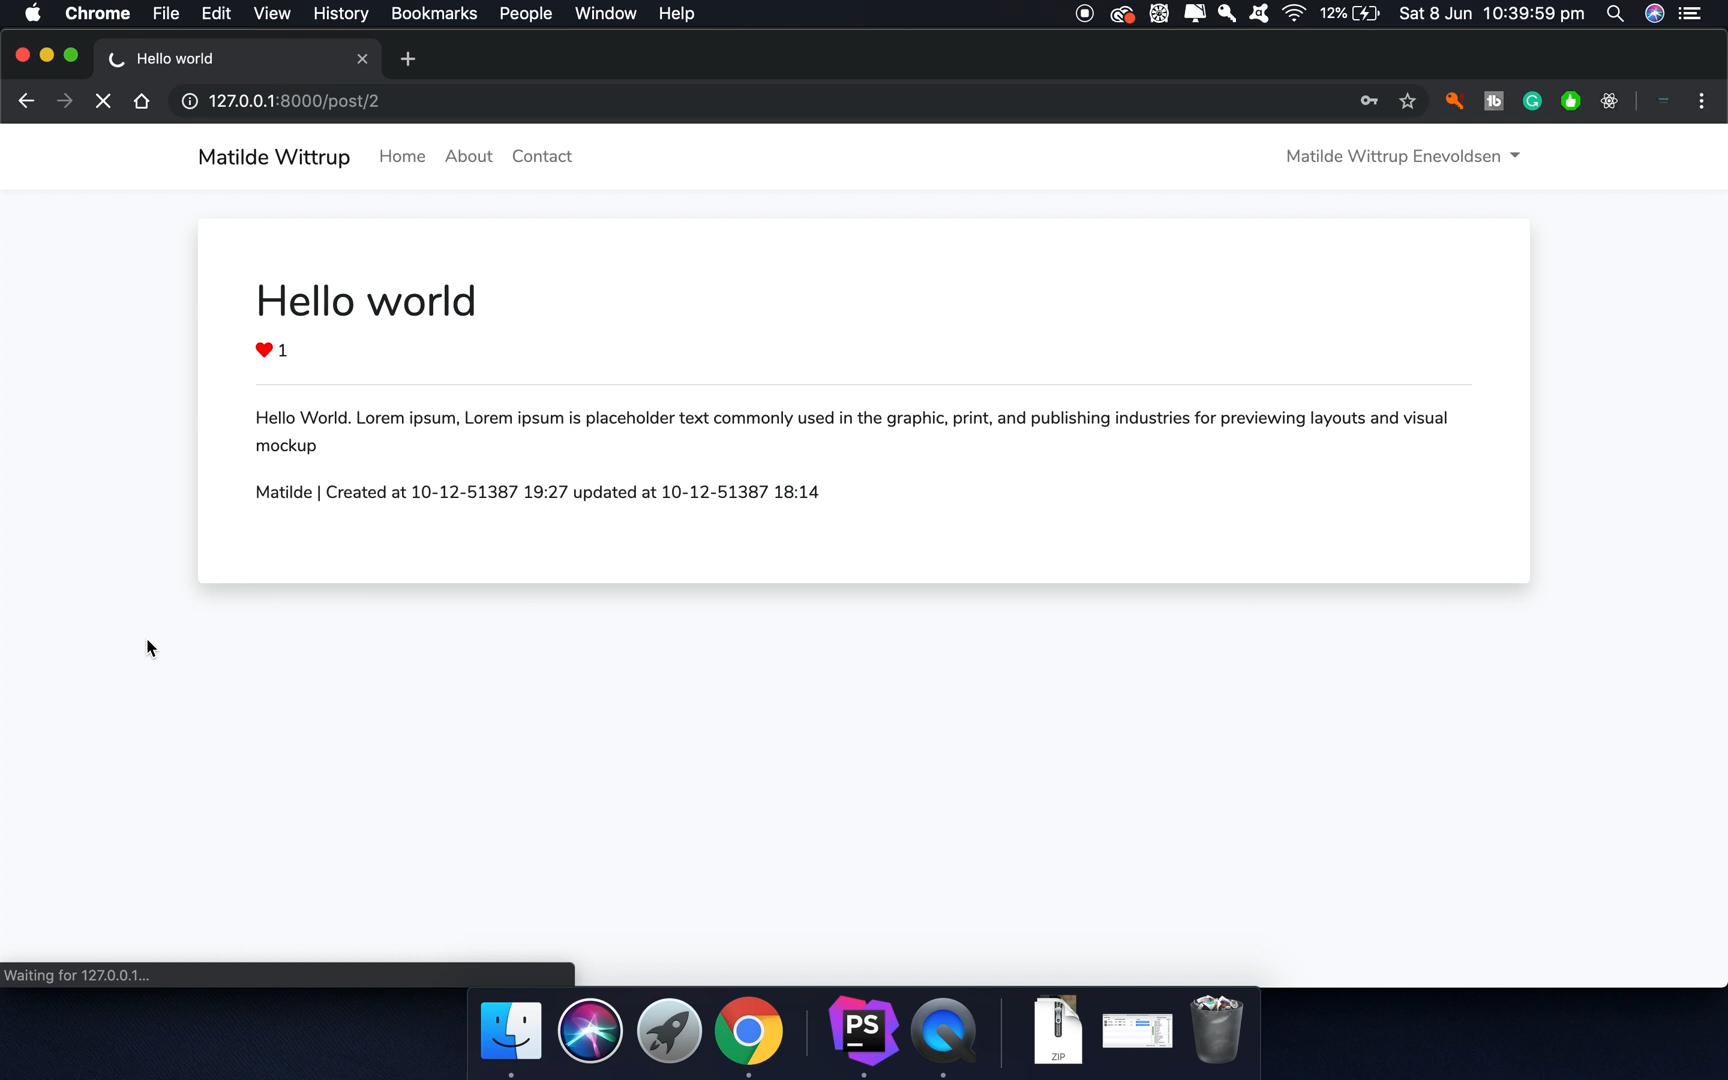 Chrome File Edit View History Bookmarks People Window Help 12% Sat 8 Jun 10:39:59 pm
Hello world
127.0.0.1:8000/post/2
Matilde Wittrup Home About Contact Matilde Wittrup Enevoldsen
Hello world
1
Hello World. Lorem ipsum, Lorem ipsum is placeholder text commonly used in the graphic, print, and publishing industries for previewing layouts and visual
mockup
Matilde | Created at 10-12-51387 19:27 updated at 10-12-51387 18:14
Waiting for 127.0.0.1...
PS
ZIP